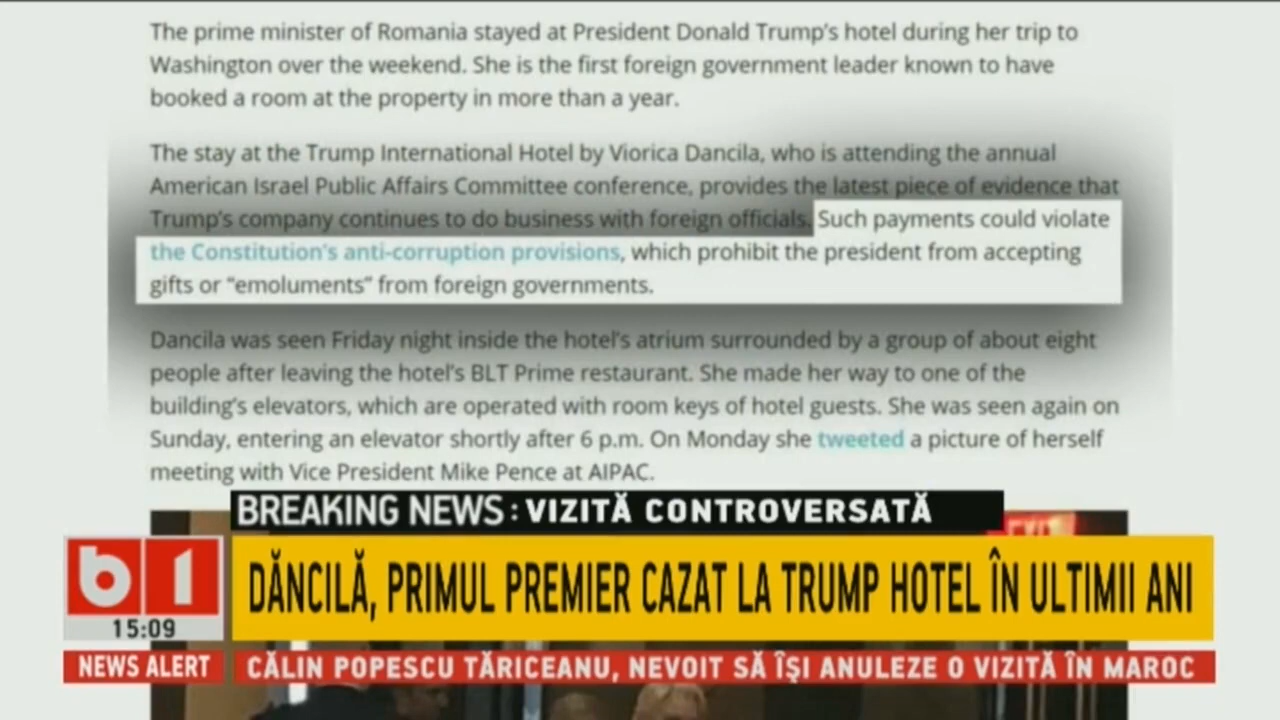 The prime minister of Romania stayed at President Donald Trump's hotel during her trip to
Washington over the weekend. She is the first foreign government leader known to have
booked a room at the property in more than a year.
The stay at the Trump International Hotel by Viorica Dancila, who is attending the annual
American Israel Public Affairs Committee conference, provides the latest piece of evidence that
Trump's company continues to do business with foreign officials. Such payments could violate
the Constitution's anti-corruption provisions, which prohibit the president from accepting
gifts or “emoluments” from foreign governments.
Dancila was seen Friday night inside the hotel's atrium surrounded by a group of about eight
people after leaving the hotel's BLT Prime restaurant. She made her way to one of the
building's elevators, which are operated with room keys of hotel guests. She was seen again on
Sunday, entering an elevator shortly after 6 p.m. On Monday she tweeted a picture of herself
meeting with Vice President Mike Pence at AIPAC.
BREAKING NEWS: VIZITĂ CONTROVERSATĂ
EXIT
b1
DĂNCILĂ, PRIMUL PREMIER CAZAT LA TRUMP HOTEL ÎN ULTIMII ANI
15:09
NEWS ALERT CĂLIN POPESCU TĂRICEANU, NEVOIT SĂ ÎȘI ANULEZE O VIZITĂ ÎN MAROC